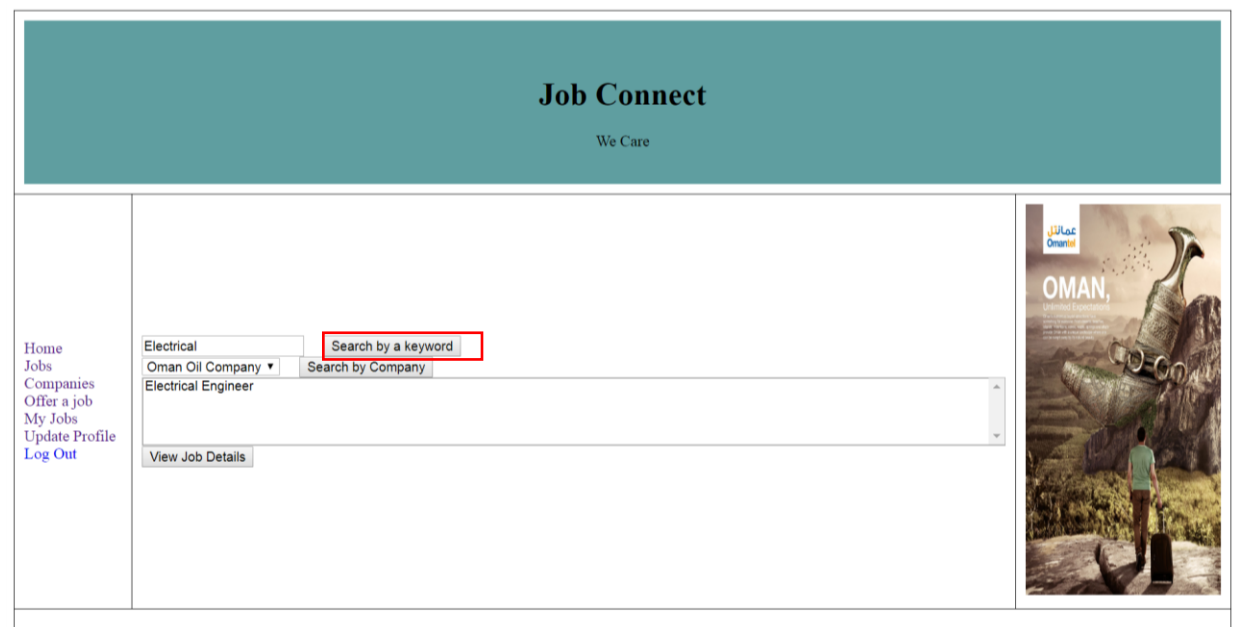 Job Connect
We Care
Home
Jobs
Companies
Offer a job
My Jobs
Update Profile
Log Out
Electrical
Search by a keyword
Oman Oil Company
Search by Company
Electrical Engineer
View Job Details
عمانتل
Omantel
OMAN,
Unlimited Expectations